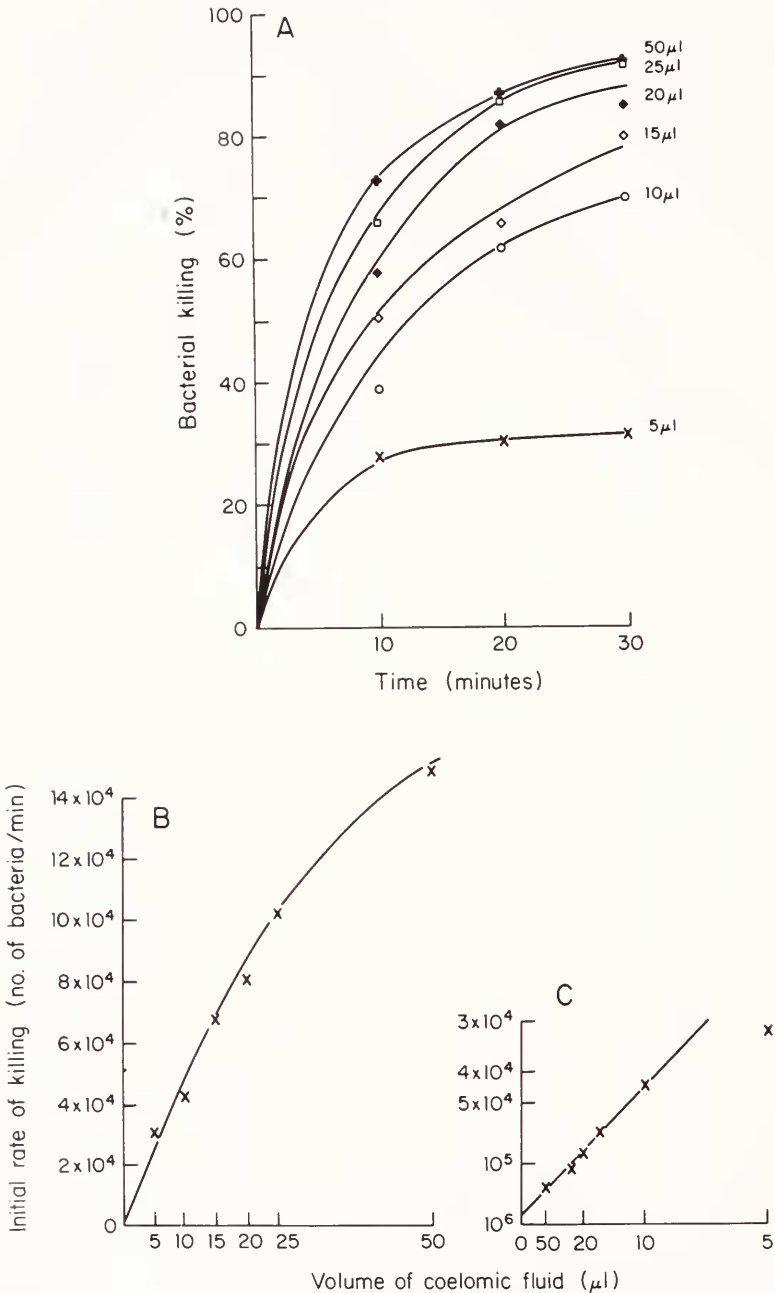 A
100
80
60
40
20
0
Bacterial killing (%)
50μl
25μl
20μl
15μl
10μl
5μl
10 20 30
Time (minutes)
B
14x10⁴
12x10⁴
10x10⁴
8x10⁴
6x10⁴
4x10⁴
2x10⁴
0
Initial rate of killing (no. of bacteria/min)
5 10 15 20 25 50
C
3x10⁴
4x10⁴
5x10⁴
10⁵
10⁶
0 50 20 10 5
Volume of coelomic fluid (μl)